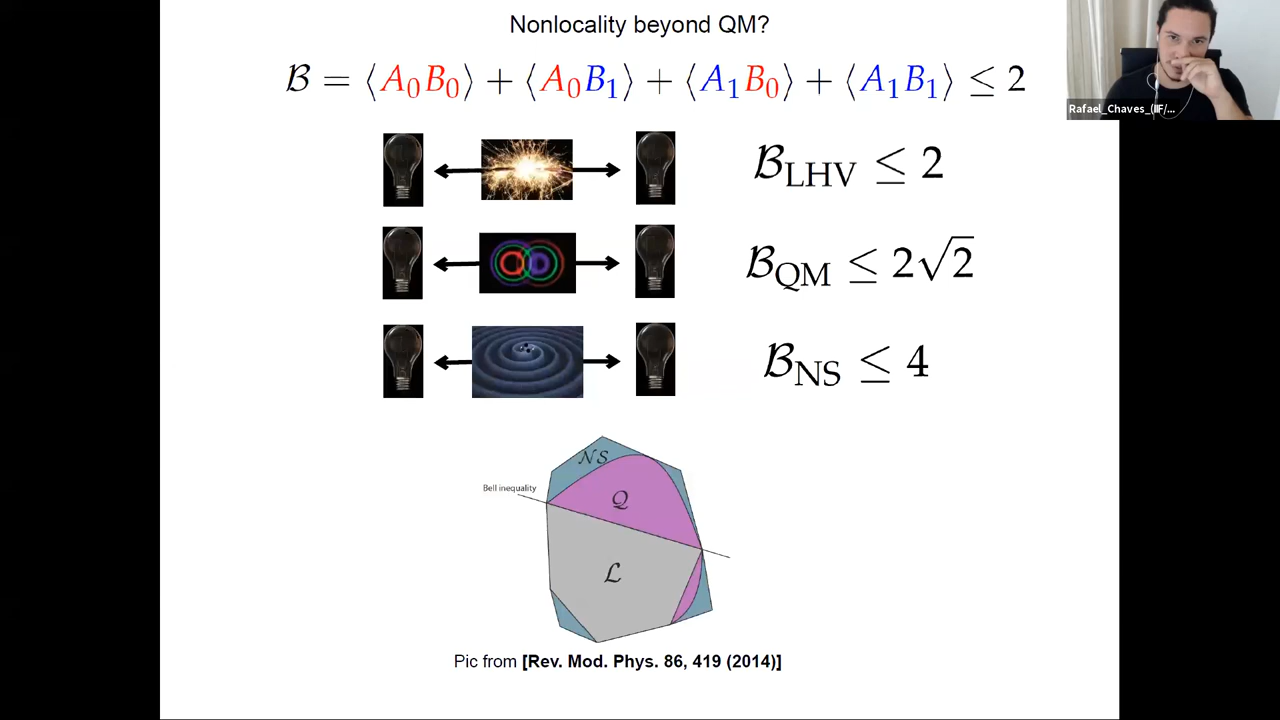 Nonlocality beyond QM?
ℬ = ⟨A₀B₀⟩ + ⟨A₀B₁⟩ + ⟨A₁B₀⟩ + ⟨A₁B₁⟩ ≤ 2
Rafael_Chaves_(IIF/...
ℬ_LHV ≤ 2
ℬ_QM ≤ 2√2
ℬ_NS ≤ 4
𝒩𝒮
Bell inequality
𝒬
ℒ
Pic from [Rev. Mod. Phys. 86, 419 (2014)]